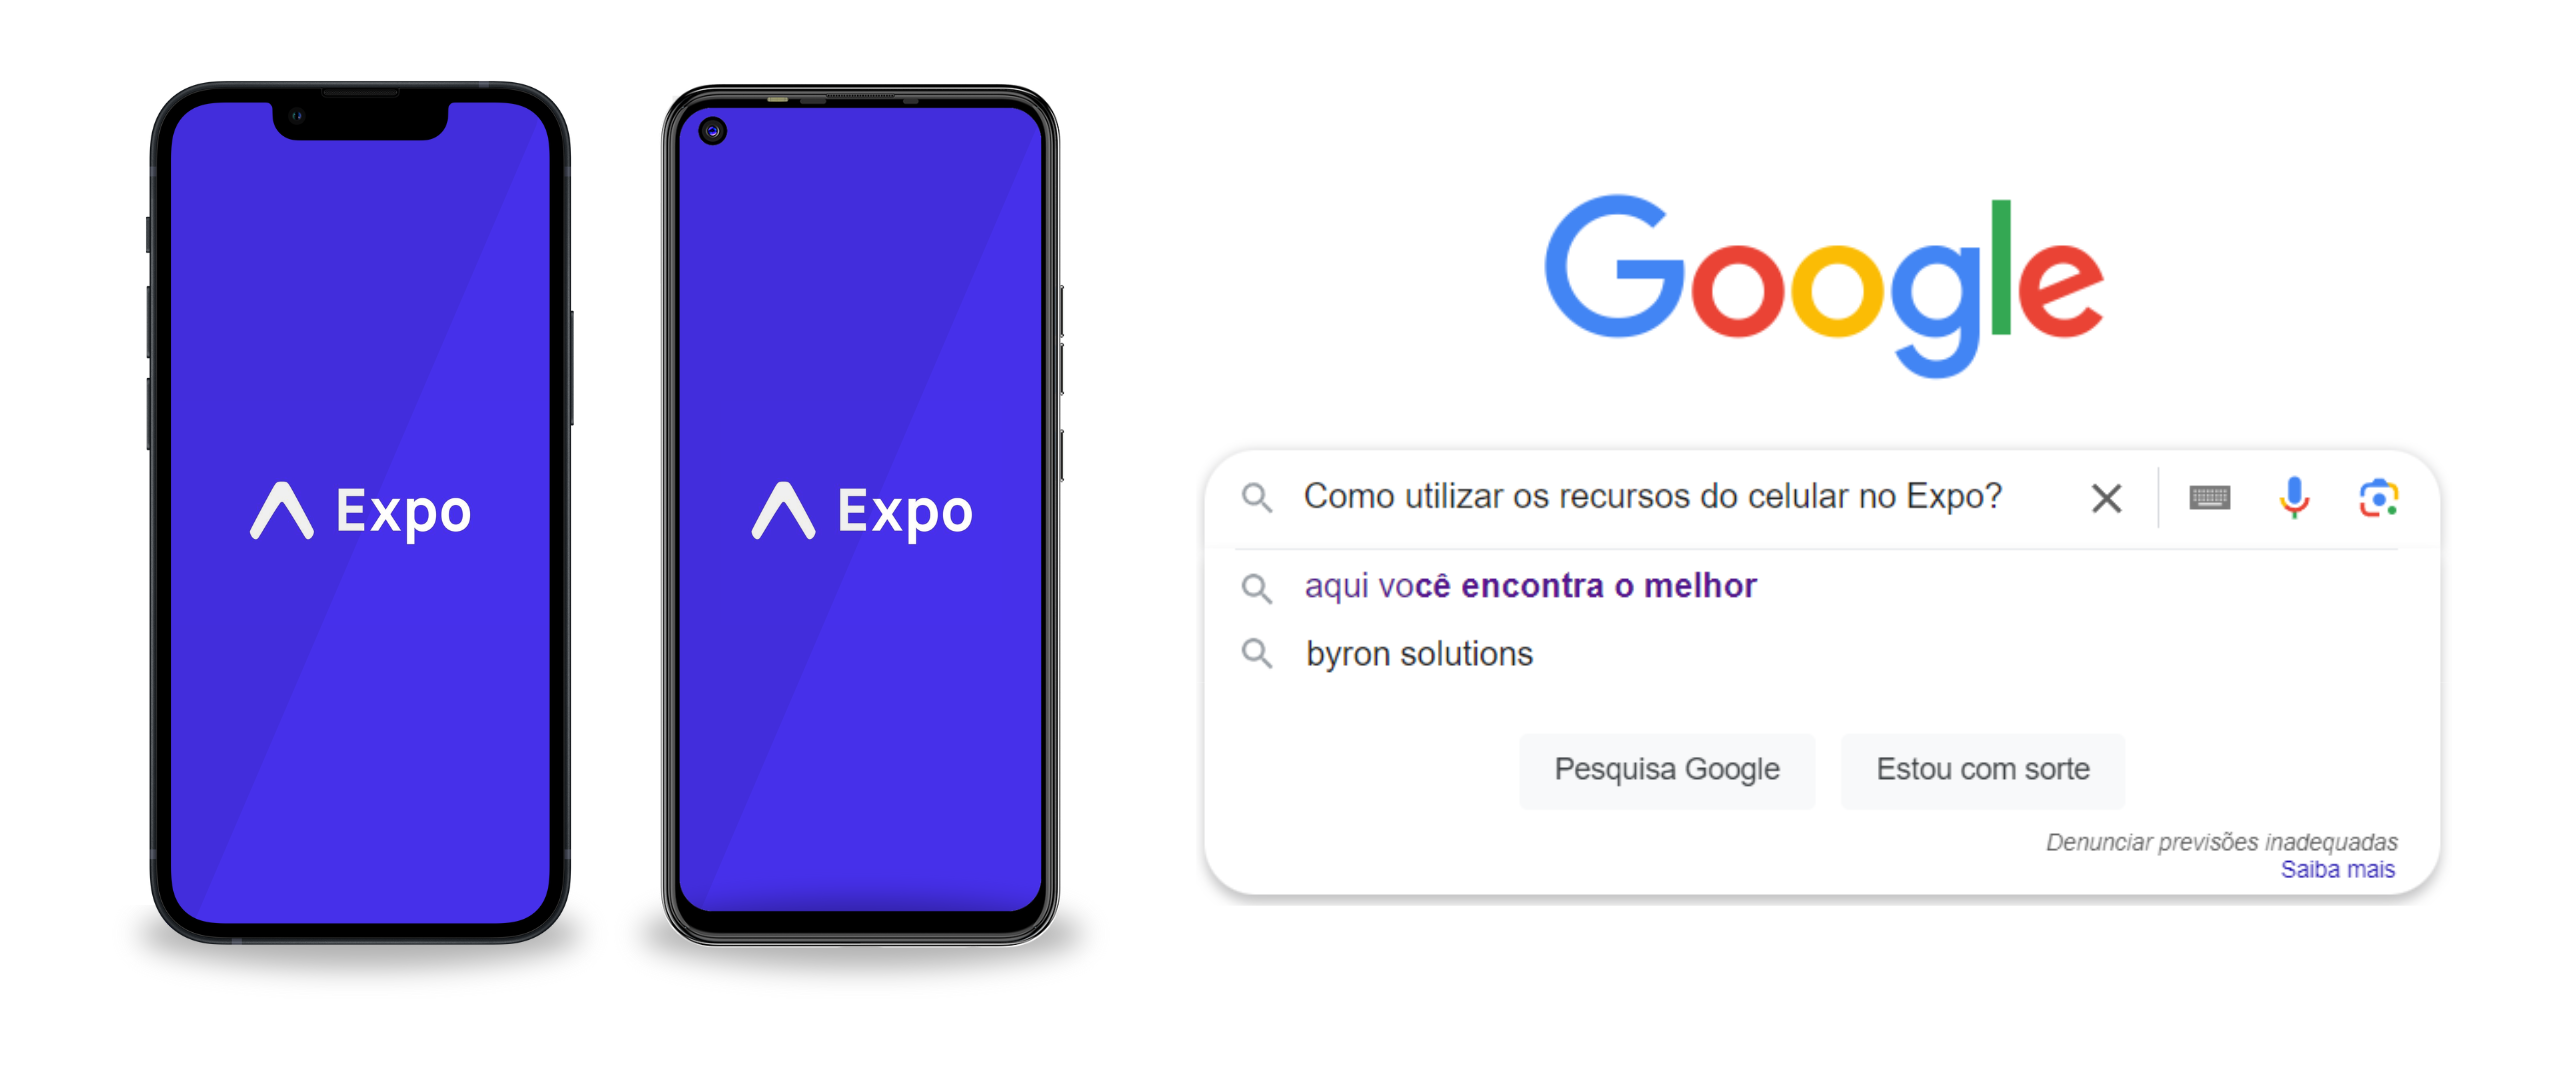 Expo
Expo
Google
Como utilizar os recursos do celular no Expo?
aqui você encontra o melhor
byron solutions
Pesquisa Google
Estou com sorte
Denunciar previsões inadequadas
Saiba mais